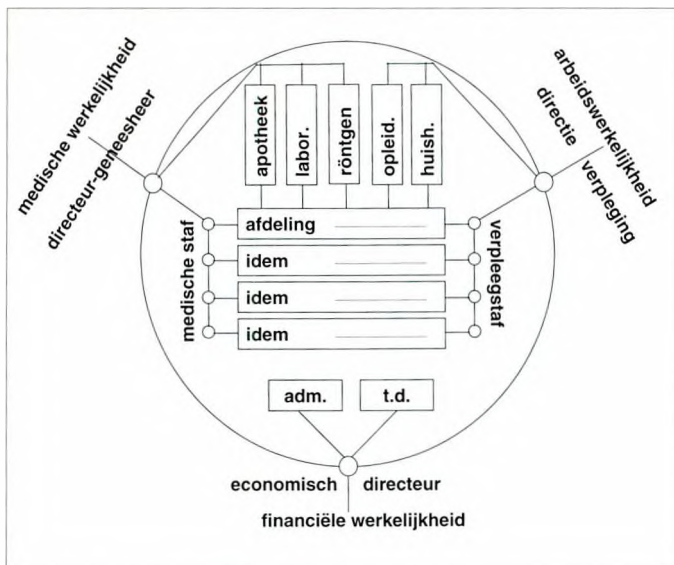 medische werkelijkheid
directeur-geneesheer
apotheek
labor.
röntgen
opleid.
huish.
arbeidswerkelijkheid
directie verpleging
medische staf
afdeling
idem
idem
idem
verpleegstaf
adm.
t.d.
economisch directeur
financiële werkelijkheid